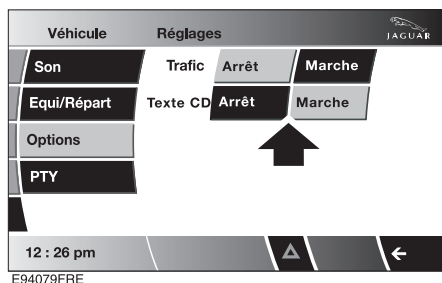 Véhicule Réglages JAGUAR
Son Trafic Arrêt Marche
Equi/Répart Texte CD Arrêt Marche
Options
PTY
12 : 26 pm
E94079FRE